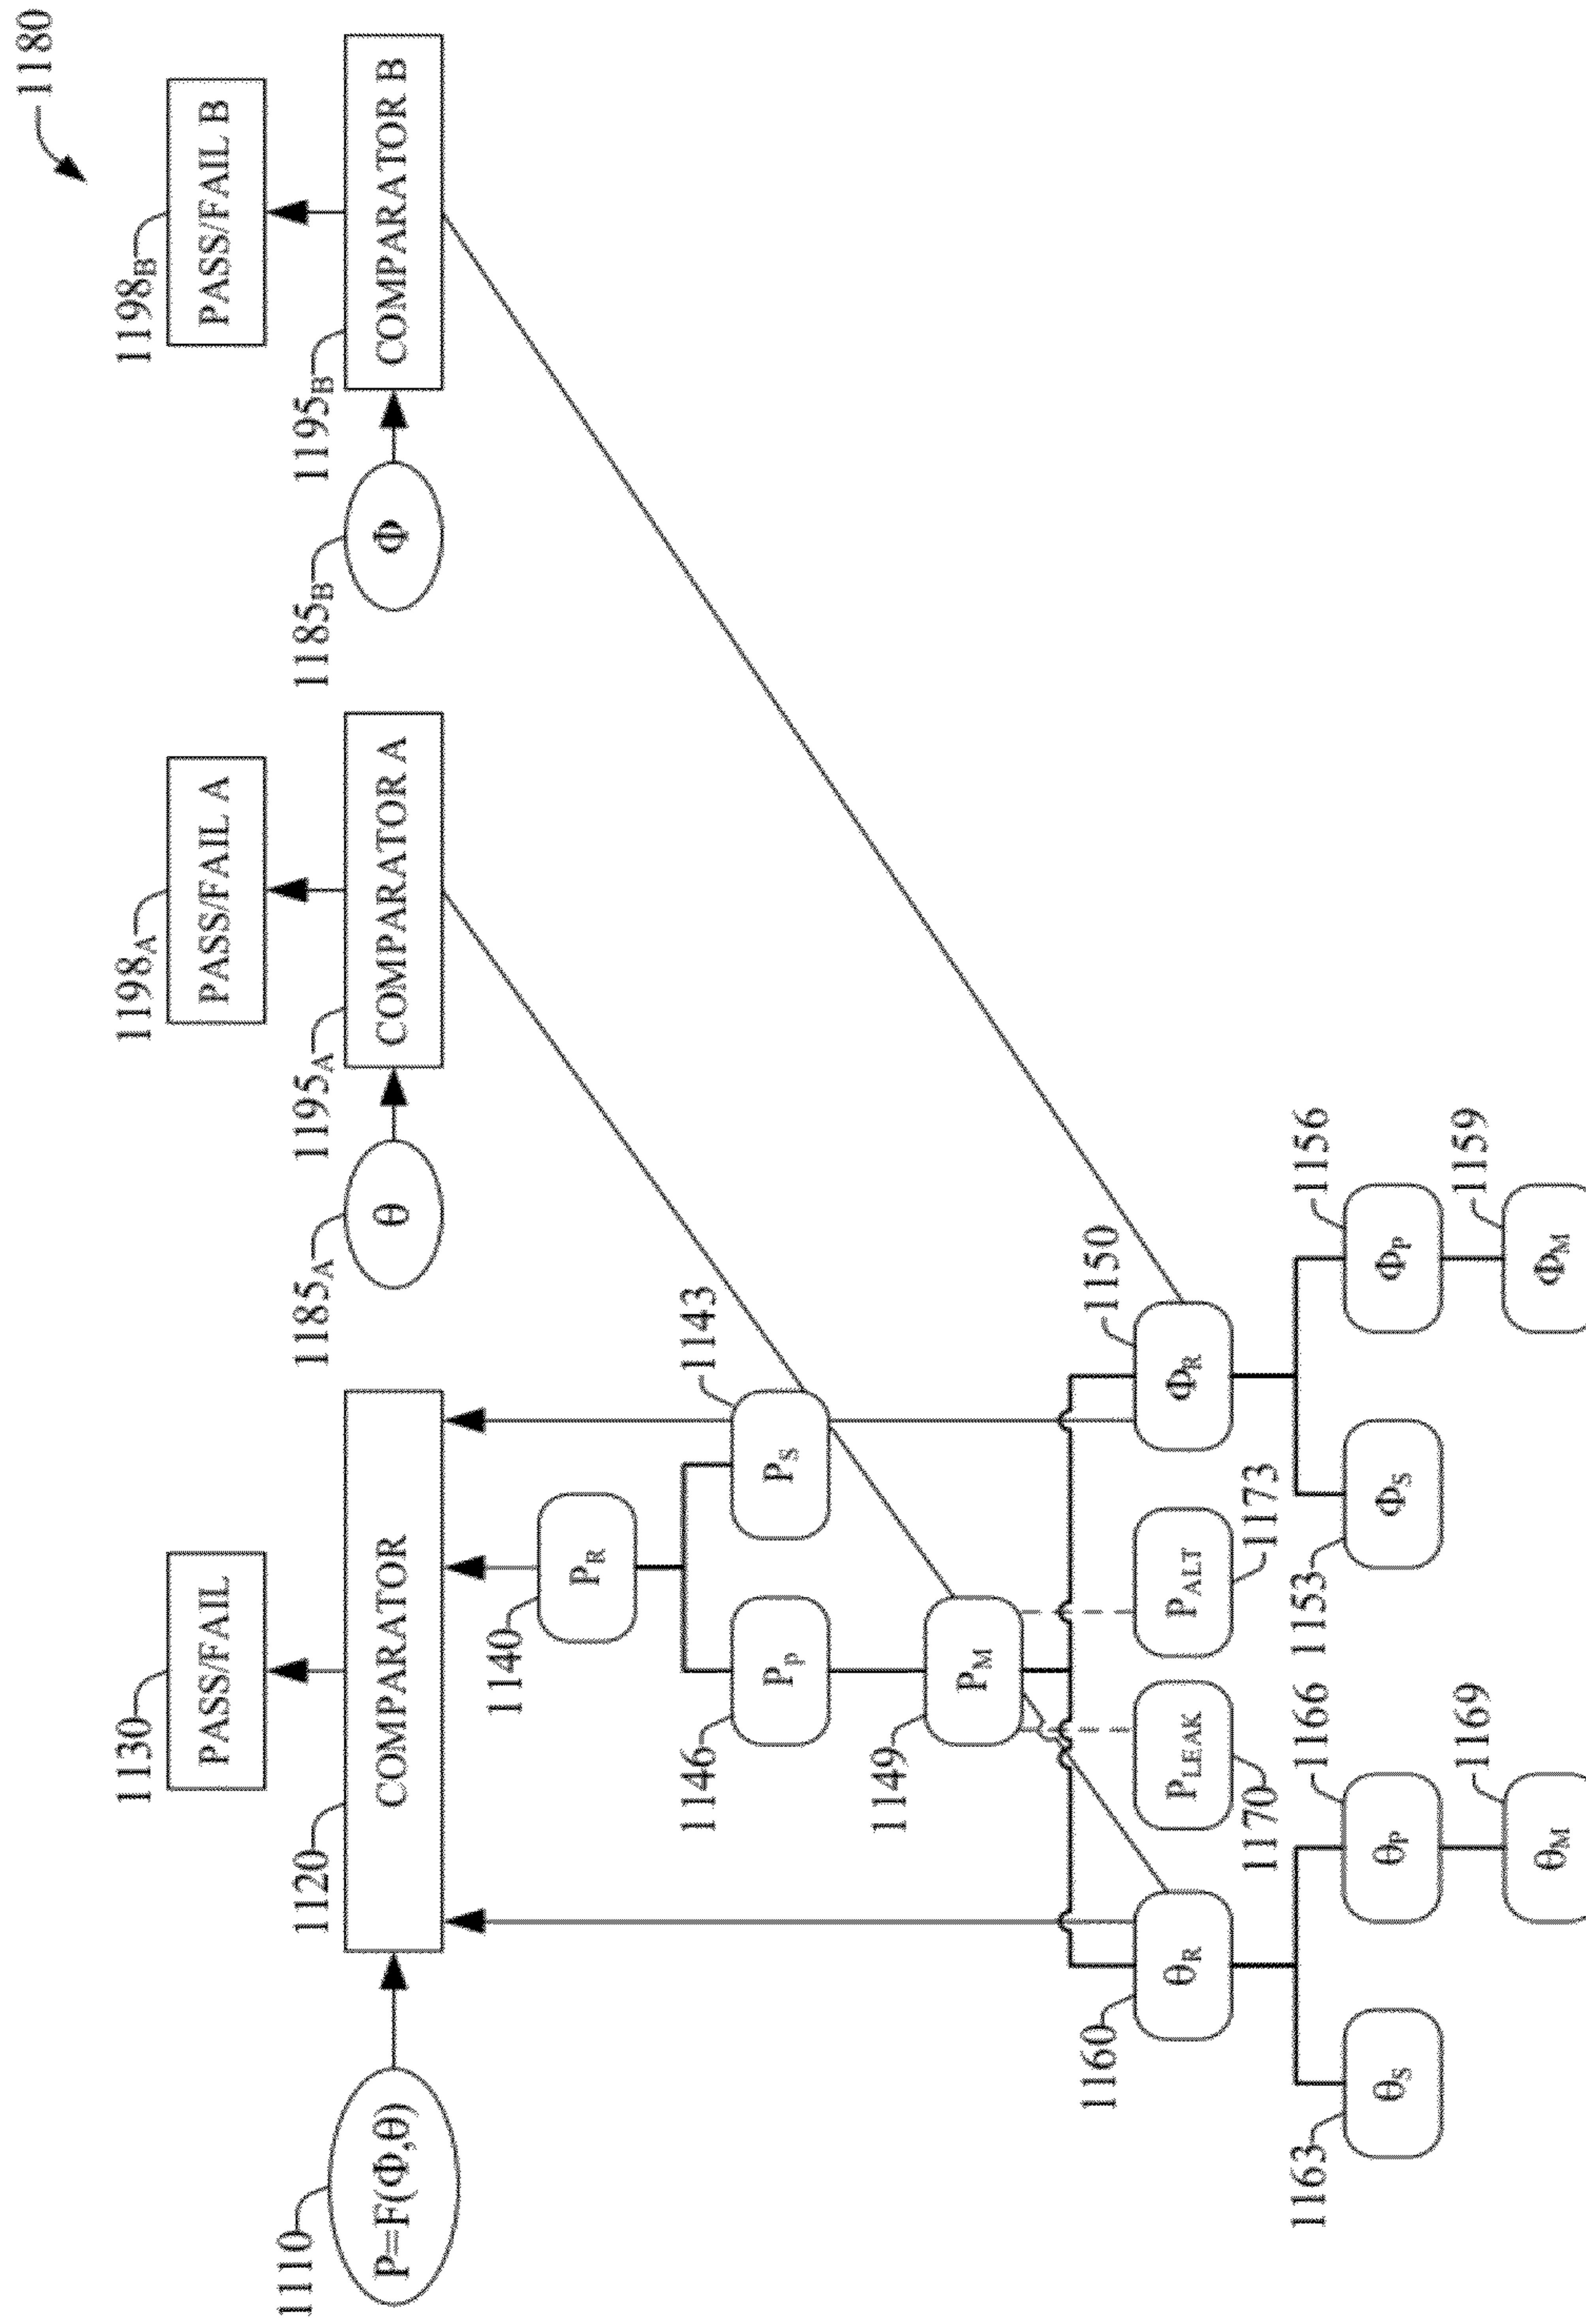 1180
1130
PASS/FAIL
1198A
PASS/FAIL A
1198B
PASS/FAIL B
1110
P=F(Φ,θ)
1120
COMPARATOR
1185A
θ
1195A
COMPARATOR A
1185B
Φ
1195B
COMPARATOR B
1140
PR
1146
PP
PS
1143
1149
PM
1160
θR
PLEAK
1170
PALT
1173
ΦR
1150
1163
θS
θP
1166
1153
ΦS
ΦP
1156
θM
1169
ΦM
1159